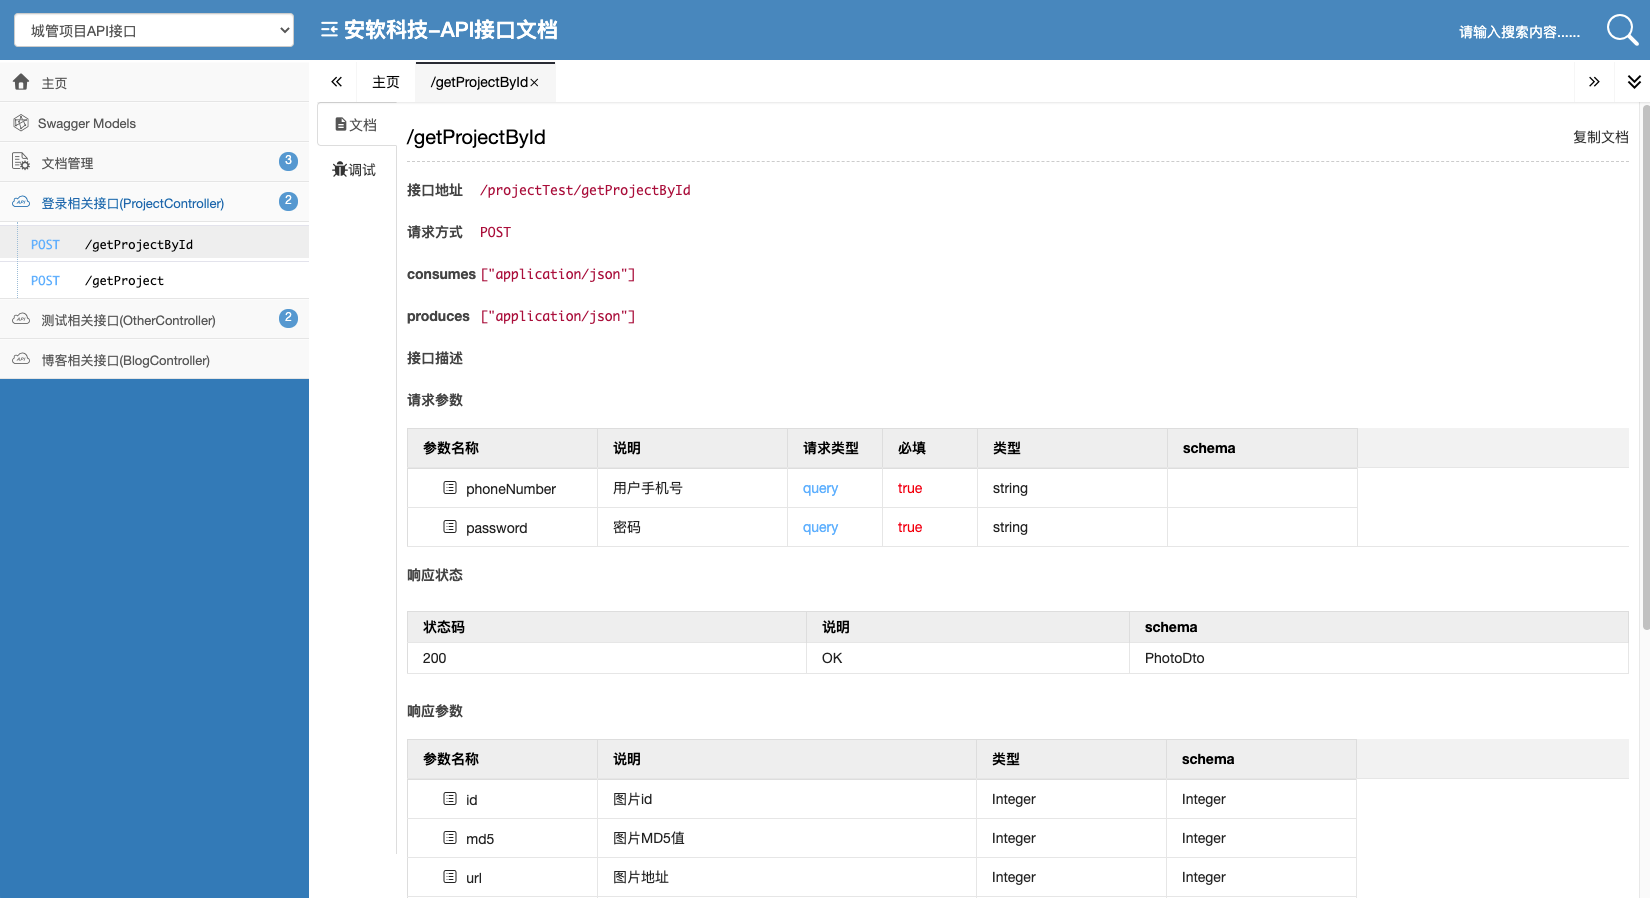 城管项目API接口
安软科技-API接口文档
请输入搜索内容......
主页
Swagger Models
文档管理 3
登录相关接口(ProjectController) 2
POST /getProjectById
POST /getProject
测试相关接口(OtherController) 2
博客相关接口(BlogController)
主页 /getProjectById×
文档
调试
/getProjectById 复制文档
接口地址 /projectTest/getProjectById
请求方式 POST
consumes ["application/json"]
produces ["application/json"]
接口描述
请求参数
参数名称 说明 请求类型 必填 类型 schema
phoneNumber 用户手机号 query true string
password 密码 query true string
响应状态
状态码 说明 schema
200 OK PhotoDto
响应参数
参数名称 说明 类型 schema
id 图片id Integer Integer
md5 图片MD5值 Integer Integer
url 图片地址 Integer Integer